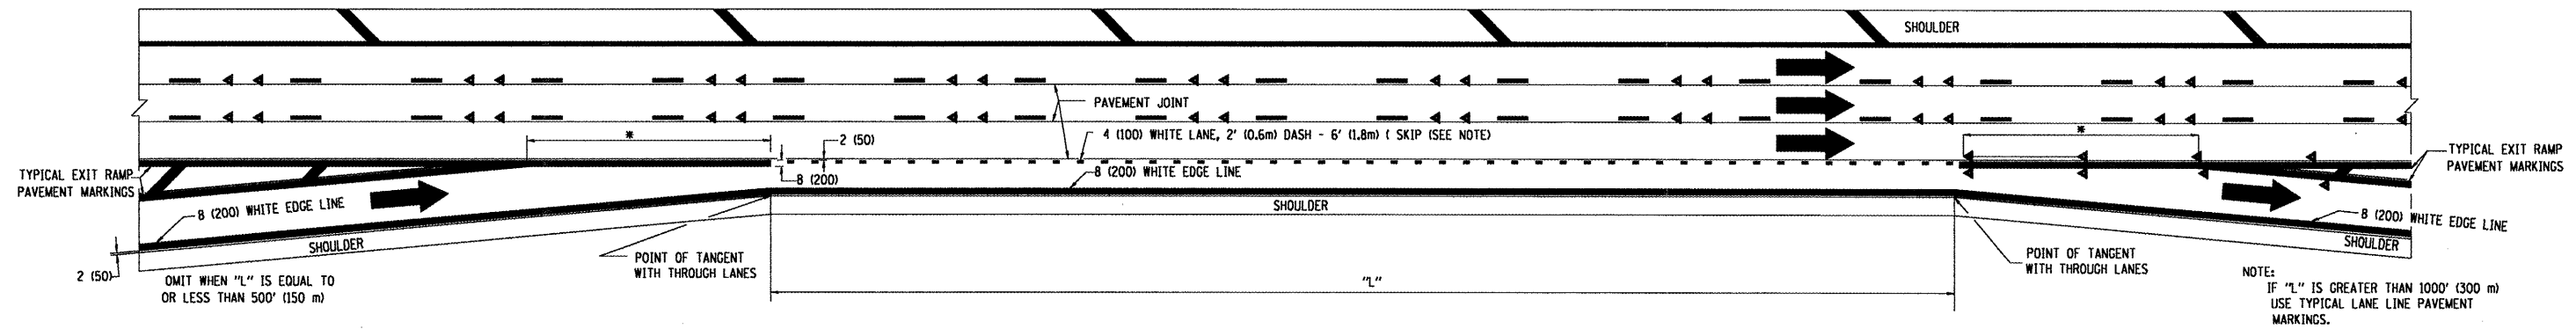 SHOULDER
PAVEMENT JOINT
4 (100) WHITE LANE, 2' (0.6m) DASH - 6' (1.8m) ( SKIP (SEE NOTE)
*
2 (50)
*
TYPICAL EXIT RAMP
PAVEMENT MARKINGS
8 (200)
8 (200) WHITE EDGE LINE
TYPICAL EXIT RAMP
PAVEMENT MARKINGS
8 (200) WHITE EDGE LINE
SHOULDER
SHOULDER
8 (200) WHITE EDGE LINE
SHOULDER
2 (50)
OMIT WHEN "L" IS EQUAL TO
OR LESS THAN 500' (150 m)
POINT OF TANGENT
WITH THROUGH LANES
"L"
POINT OF TANGENT
WITH THROUGH LANES
NOTE:
IF "L" IS GREATER THAN 1000' (300 m)
USE TYPICAL LANE LINE PAVEMENT
MARKINGS.